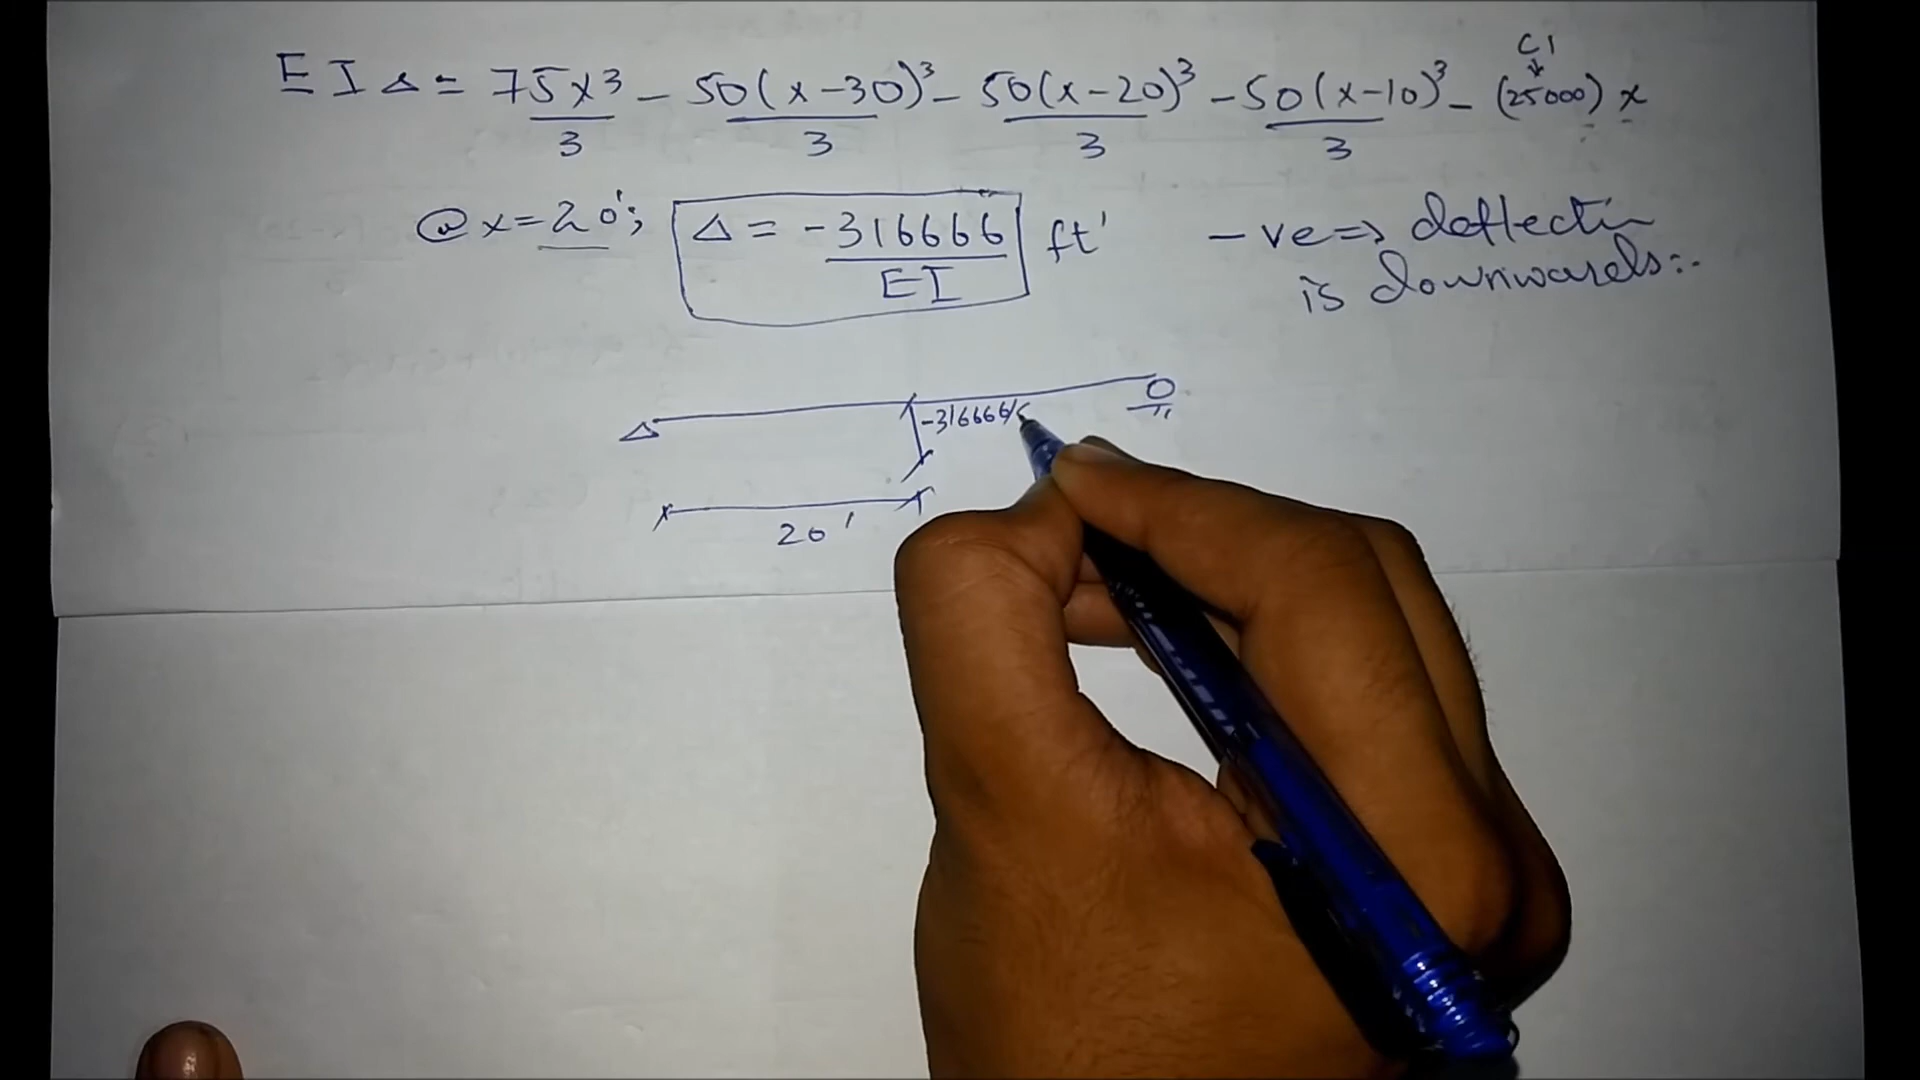 C1
↓
EIΔ = 75x³/3 - 50(x-30)³/3 - 50(x-20)³/3 - 50(x-10)³/3 - (25000) x
@ x=20'; Δ = -316666/EI ft' -ve ⇒ deflectin
is downwards:.
-316666/
20'